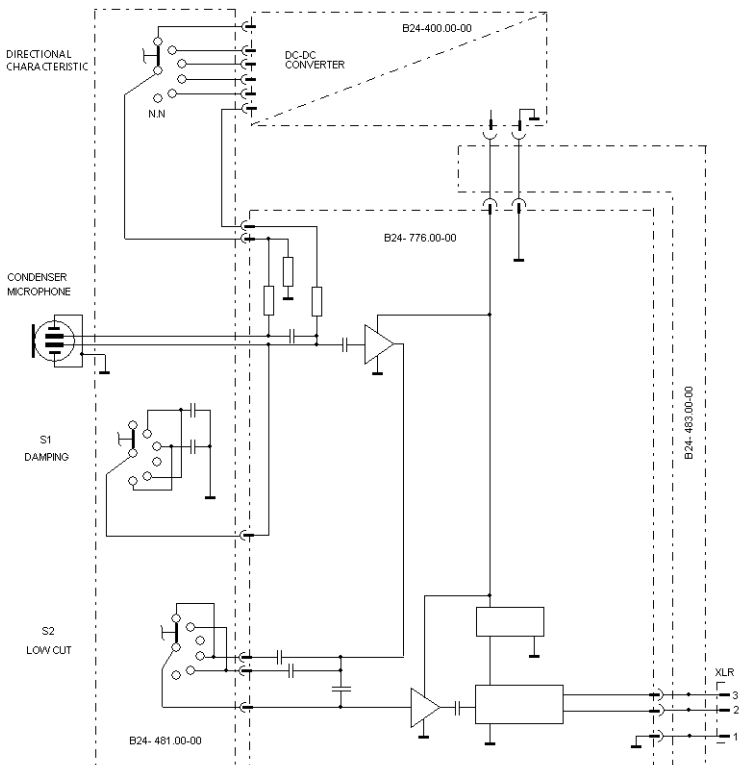 B24-400.00-00
DIRECTIONAL
CHARACTERISTIC
DC-DC
CONVERTER
N.N
B24- 776.00-00
CONDENSER
MICROPHONE
B24- 483.00-00
S1
DAMPING
S2
LOW CUT
XLR
3
2
1
B24- 481.00-00